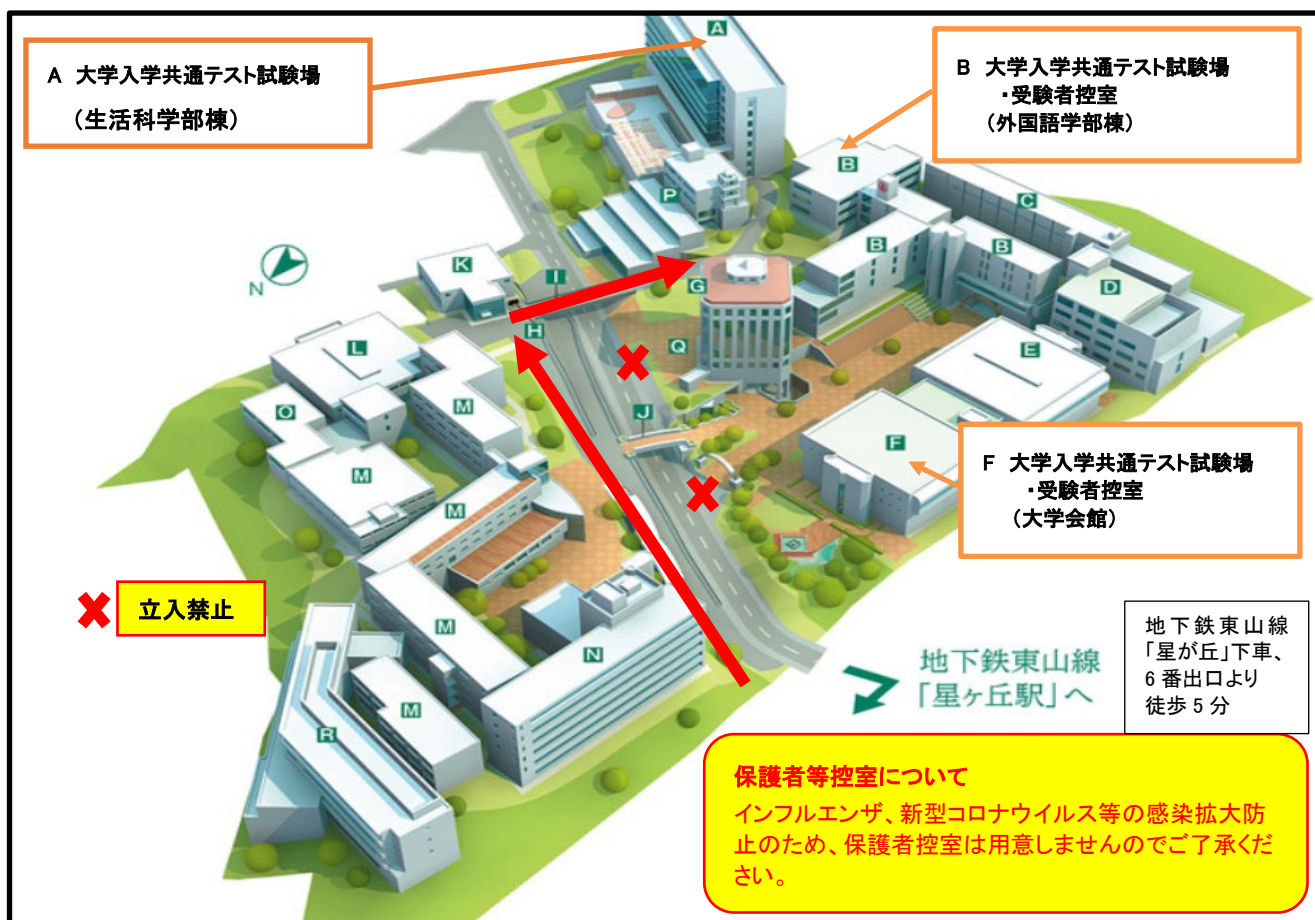 A 大学入学共通テスト試験場
(生活科学部棟)
B 大学入学共通テスト試験場
・受験者控室
(外国語学部棟)
A
B
P
C
B
B
K
I
G
D
N
H
Q
E
L
M
J
O
F
F 大学入学共通テスト試験場
・受験者控室
(大学会館)
M
M
立入禁止
M
N
M
R
地下鉄東山線
「星ヶ丘駅」へ
地下鉄東山線
「星が丘」下車、
6番出口より
徒歩5分
保護者等控室について
インフルエンザ、新型コロナウイルス等の感染拡大防
止のため、保護者控室は用意しませんのでご了承くだ
さい。